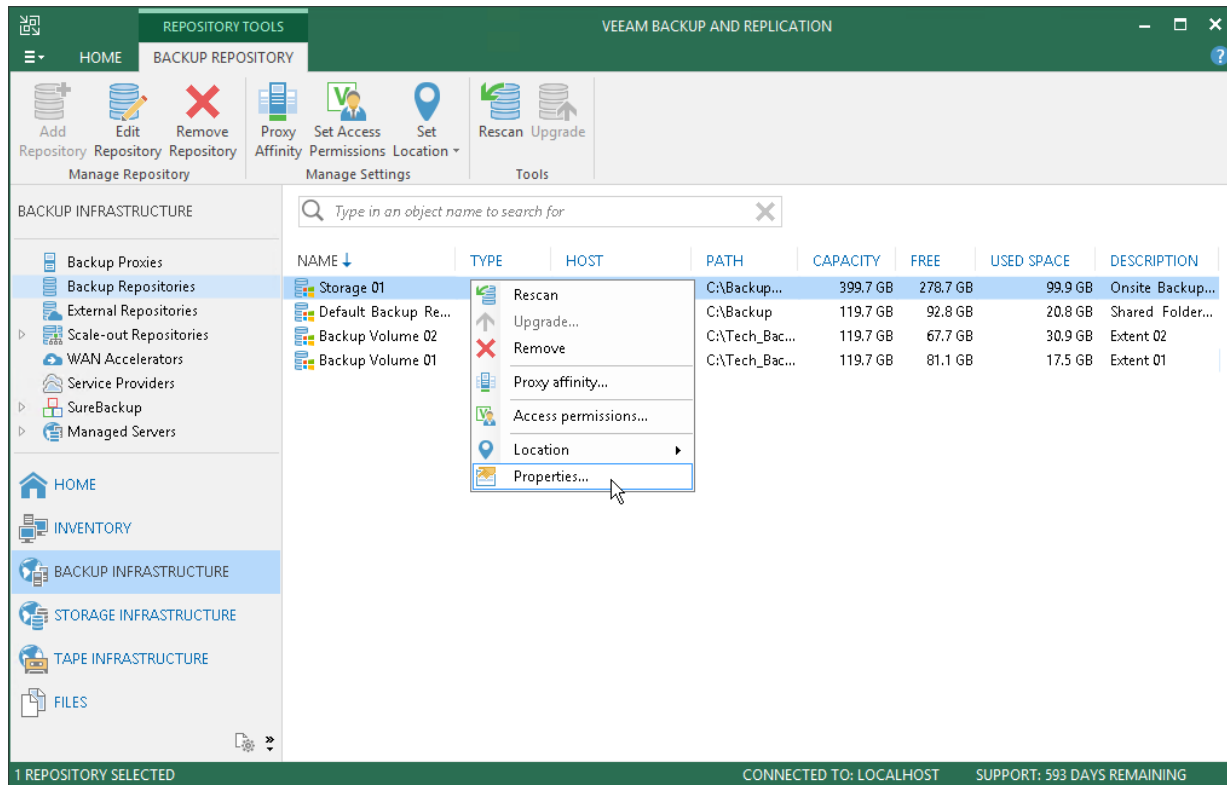 REPOSITORY TOOLS
VEEAM BACKUP AND REPLICATION
HOME
BACKUP REPOSITORY
?
Add Repository
Edit Repository
Remove Repository
Proxy Affinity
Set Access Permissions
Set Location
Rescan
Upgrade
Manage Repository
Manage Settings
Tools
BACKUP INFRASTRUCTURE
Type in an object name to search for
Backup Proxies
Backup Repositories
External Repositories
Scale-out Repositories
WAN Accelerators
Service Providers
SureBackup
Managed Servers
NAME TYPE HOST PATH CAPACITY FREE USED SPACE DESCRIPTION
Storage 01 C:\Backup... 399.7 GB 278.7 GB 99.9 GB Onsite Backup...
Default Backup Re... C:\Backup 119.7 GB 92.8 GB 20.8 GB Shared Folder...
Backup Volume 02 C:\Tech_Bac... 119.7 GB 67.7 GB 30.9 GB Extent 02
Backup Volume 01 C:\Tech_Bac... 119.7 GB 81.1 GB 17.5 GB Extent 01
Rescan
Upgrade...
Remove
Proxy affinity...
Access permissions...
Location
Properties...
HOME
INVENTORY
BACKUP INFRASTRUCTURE
STORAGE INFRASTRUCTURE
TAPE INFRASTRUCTURE
FILES
1 REPOSITORY SELECTED
CONNECTED TO: LOCALHOST
SUPPORT: 593 DAYS REMAINING